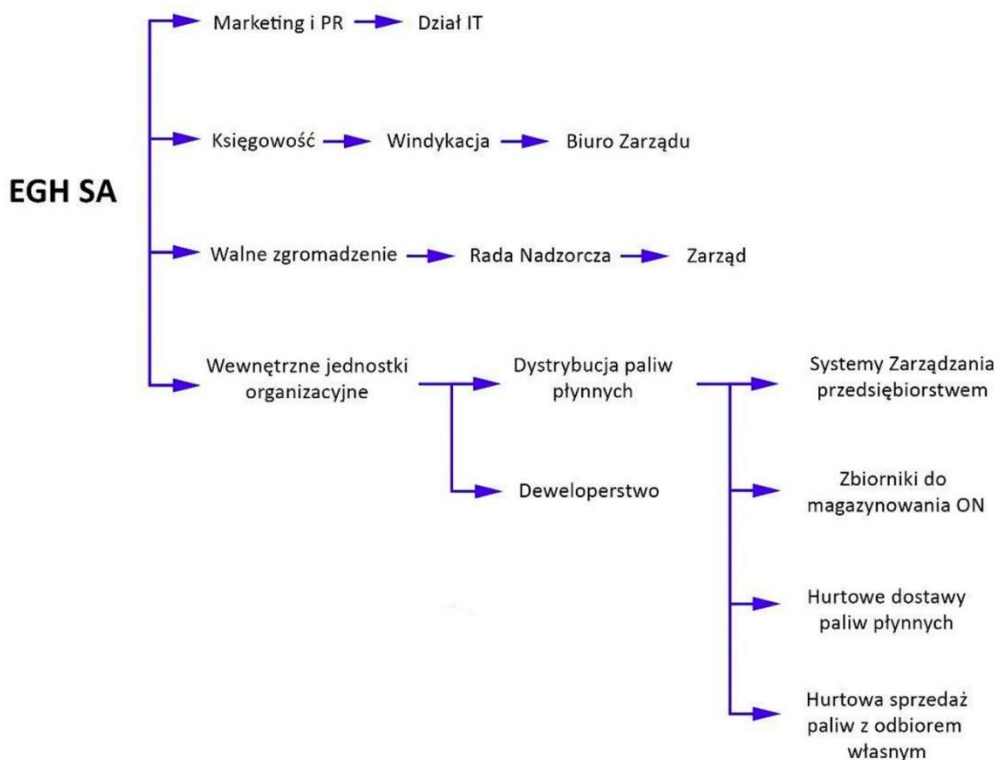 Marketing i PR
Dział IT
EGH SA
Księgowość
Windykacja
Biuro Zarządu
Walne zgromadzenie
Rada Nadzorcza
Zarząd
Wewnętrzne jednostki
organizacyjne
Dystrybucja paliw
płynnych
Deweloperstwo
Systemy Zarządzania
przedsiębiorstwem
Zbiorniki do
magazynowania ON
Hurtowe dostawy
paliw płynnych
Hurtowa sprzedaż
paliw z odbiorem
własnym